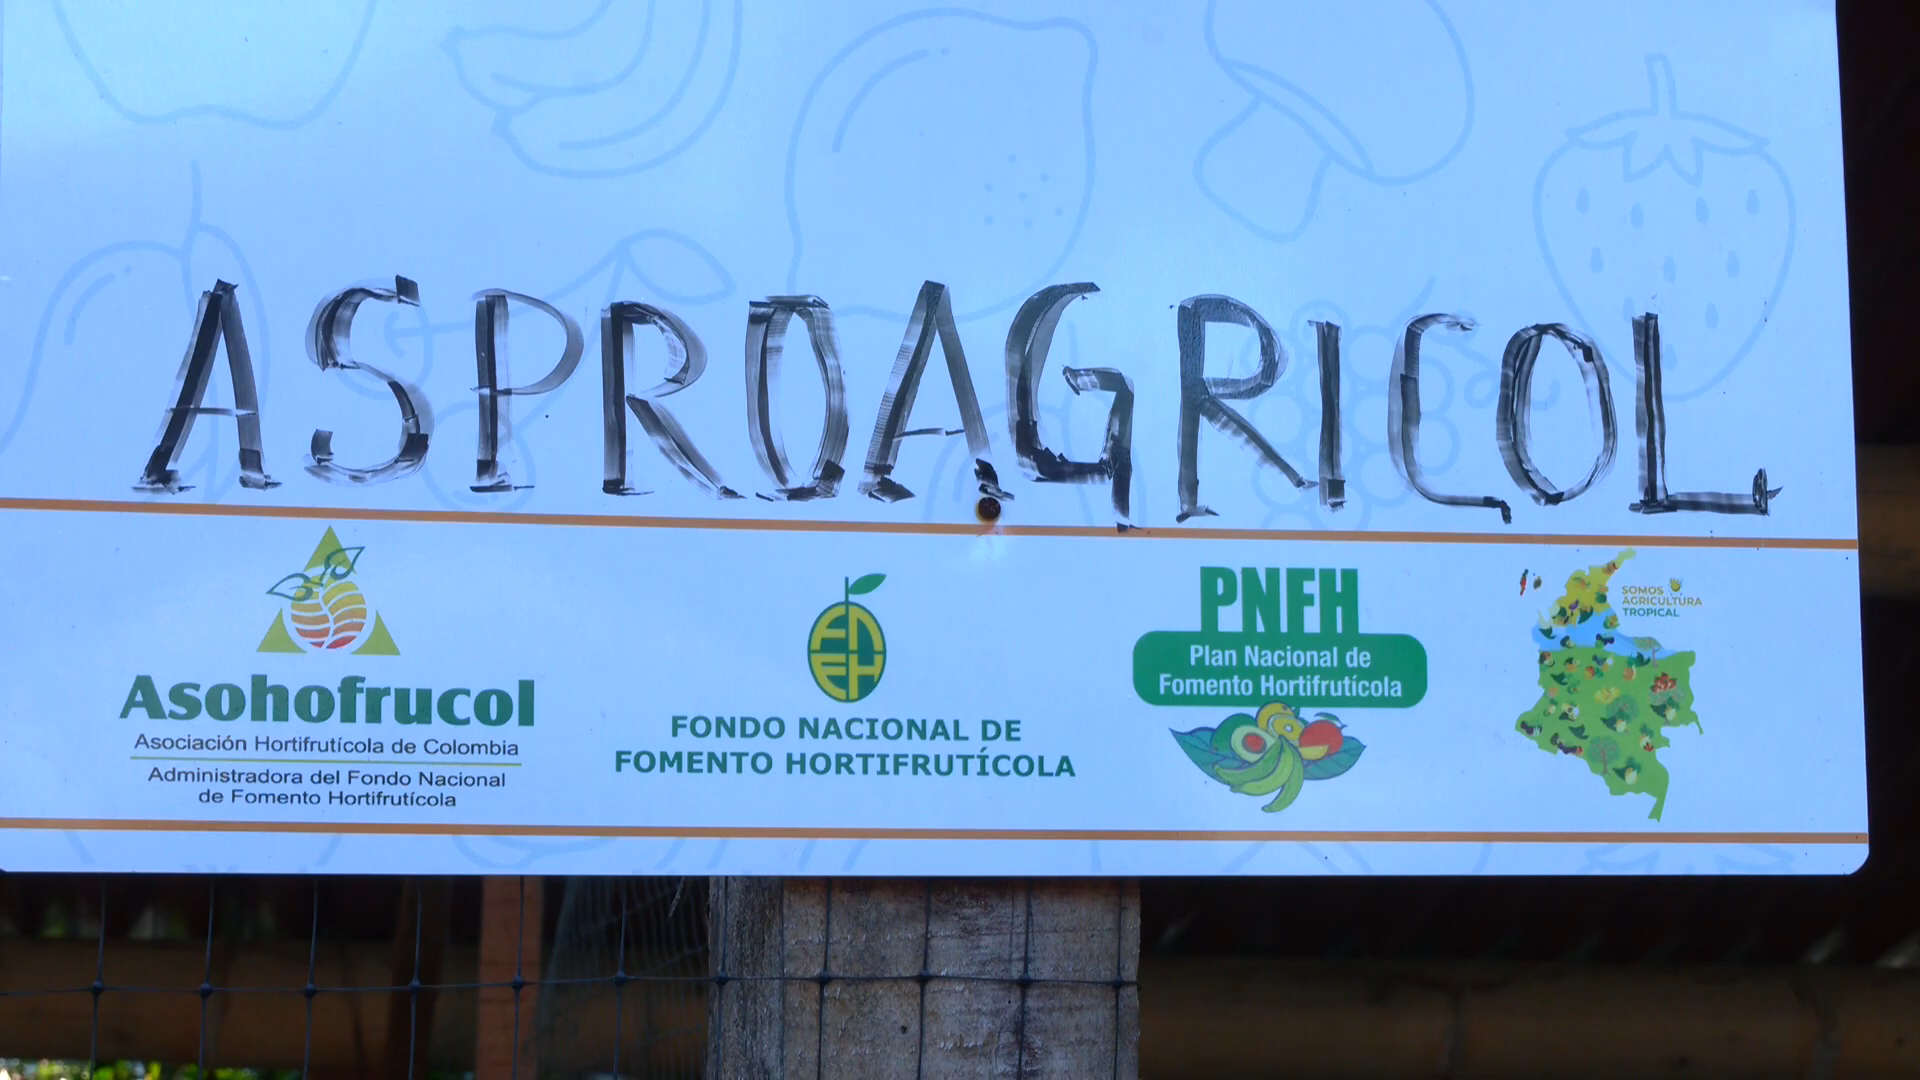 ASPROAGRICOL
Asohofrucol
Asociación Hortifrutícola de Colombia
Administradora del Fondo Nacional
de Fomento Hortifrutícola
FNFH
FONDO NACIONAL DE
FOMENTO HORTIFRUTÍCOLA
PNFH
Plan Nacional de
Fomento Hortifrutícola
SOMOS
AGRICULTURA
TROPICAL